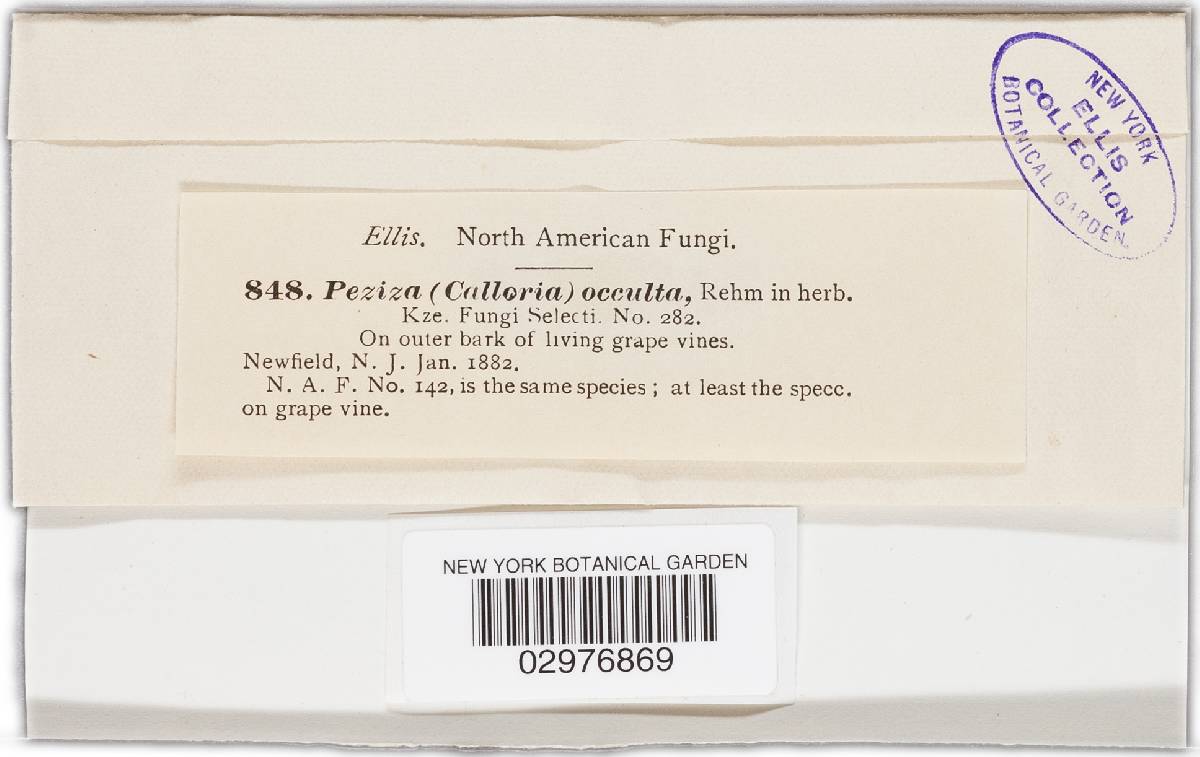 NEW YORK
ELLIS
COLLECTION
BOTANICAL GARDEN.
Ellis. North American Fungi.
848. Peziza (Calloria) occulta, Rehm in herb.
Kze. Fungi Selecti. No. 282.
On outer bark of living grape vines.
Newfield, N. J. Jan. 1882.
N. A. F. No. 142, is the same species; at least the specc.
on grape vine.
NEW YORK BOTANICAL GARDEN
02976869